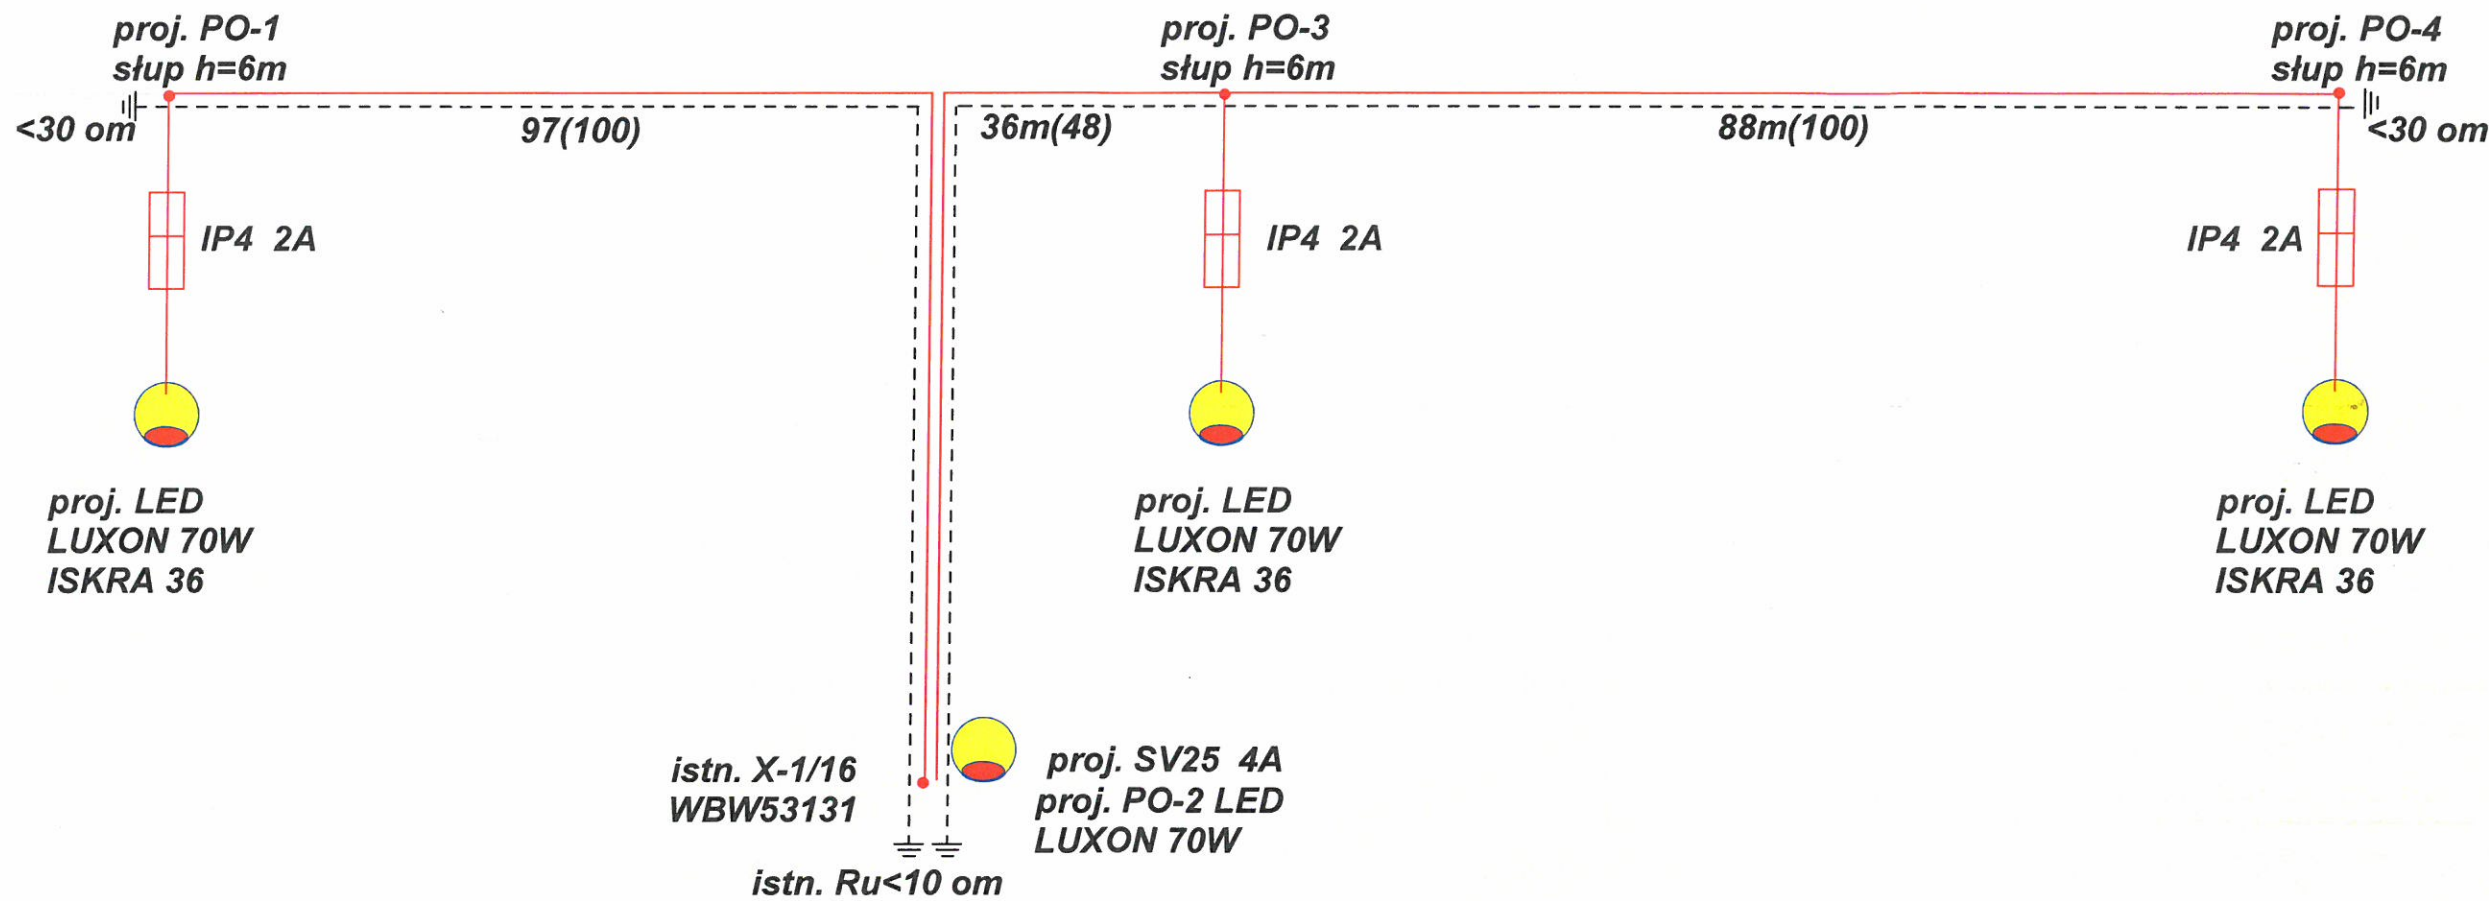 proj. PO-1
słup h=6m
<30 om
97(100)
IP4 2A
proj. LED
LUXON 70W
ISKRA 36
proj. PO-3
słup h=6m
36m(48)
88m(100)
IP4 2A
proj. LED
LUXON 70W
ISKRA 36
proj. PO-4
słup h=6m
<30 om
IP4 2A
proj. LED
LUXON 70W
ISKRA 36
istn. X-1/16
WBW53131
proj. SV25 4A
proj. PO-2 LED
LUXON 70W
istn. Ru<10 om